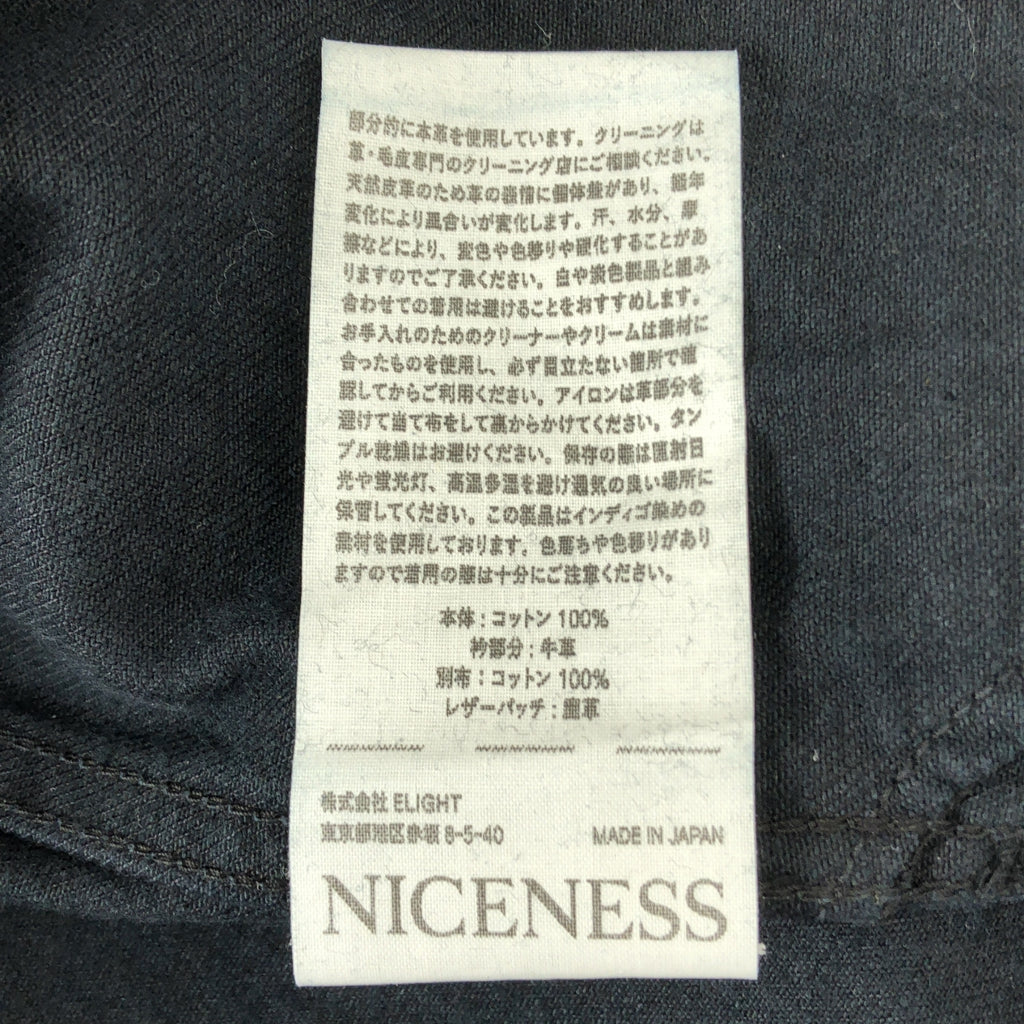 部分的に本革を使用しています。クリーニングは
革・毛皮専門のクリーニング店にご相談ください。
天然皮革のため革の表情に個体差があり、経年
変化により風合いが変化します。汗、水分、摩
擦などにより、変色や色移りや硬化することがあ
りますのでご了承ください。白や淡色製品と組み
合わせての着用は避けることをおすすめします。
お手入れのためのクリーナーやクリームは素材に
合ったものを使用し、必ず目立たない箇所で確
認してからご利用ください。アイロンは革部分を
避けて当て布をして裏からかけてください。タン
ブル乾燥はお避けください。保存の際は直射日
光や蛍光灯、高温多湿を避け通気の良い場所に
保管してください。この製品はインディゴ染めの
素材を使用しております。色落ちや色移りがあり
ますので着用の際は十分にご注意ください。
本体：コットン 100%
衿部分：牛革
別布：コットン 100%
レザーパッチ：鹿革
株式会社 ELIGHT
東京都港区赤坂 8-5-40 MADE IN JAPAN
NICENESS